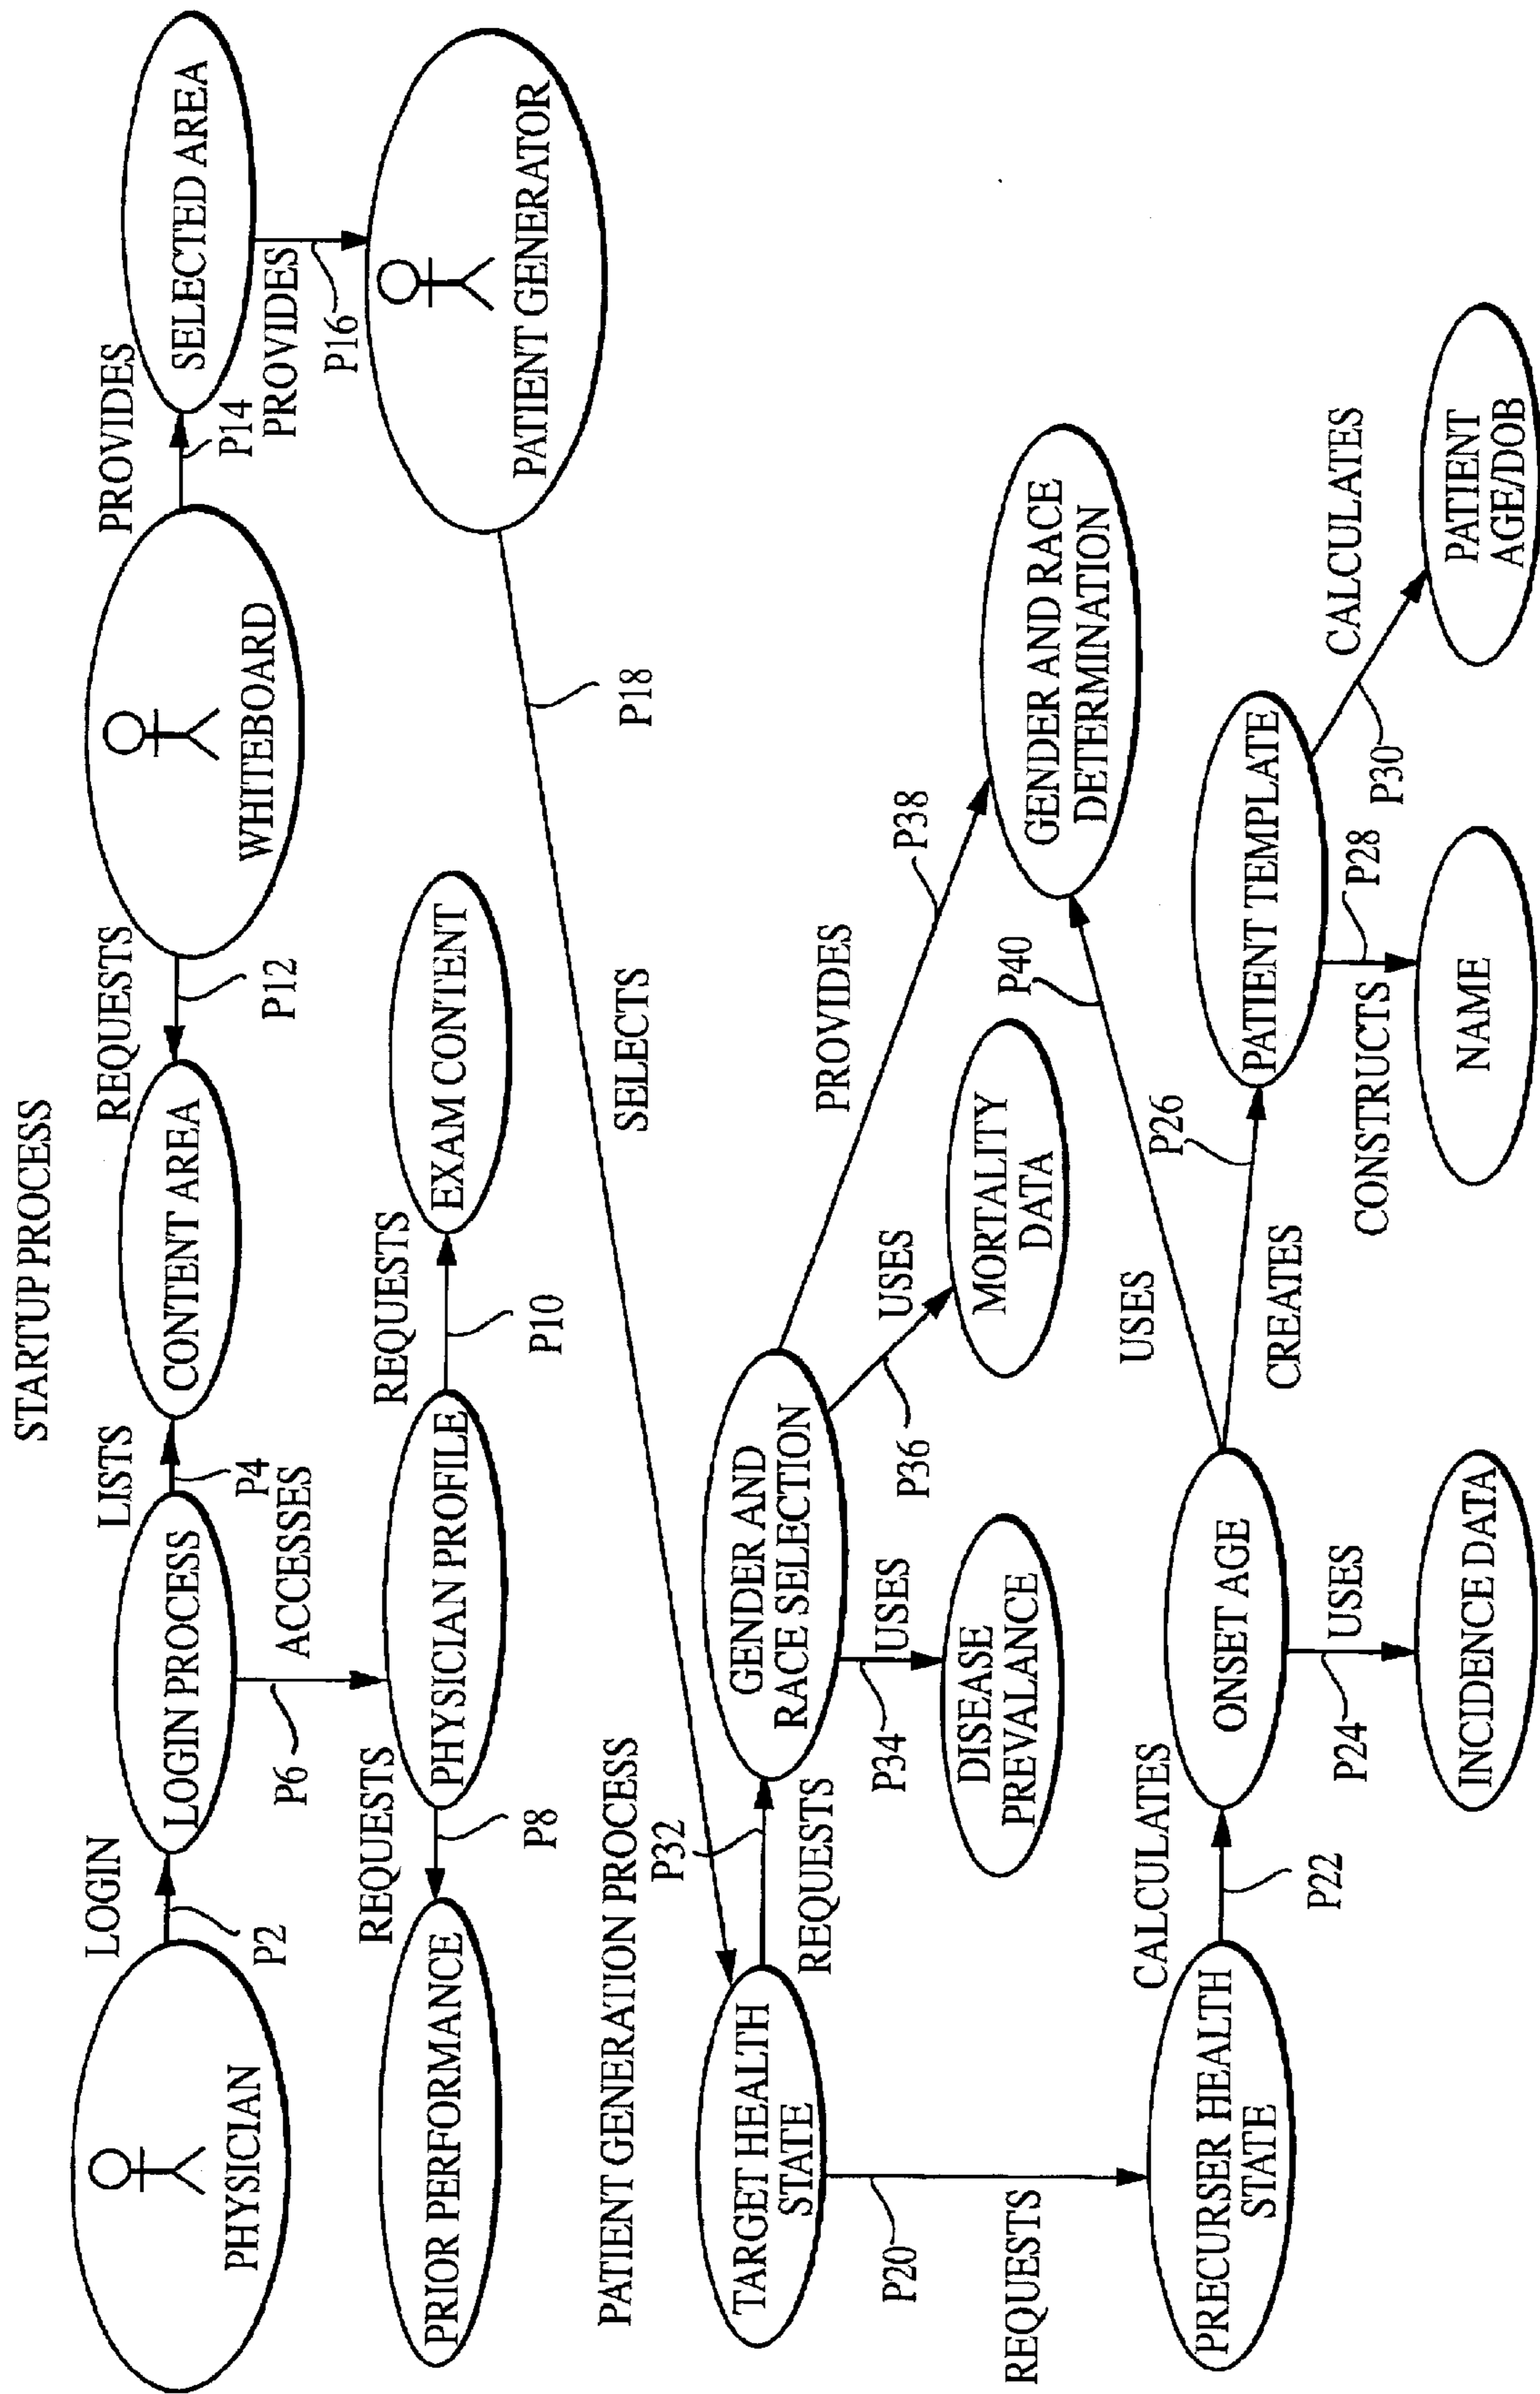 STARTUP PROCESS
PHYSICIAN
LOGIN
P2
LOGIN PROCESS
LISTS
P4
CONTENT AREA
REQUESTS
P12
WHITEBOARD
PROVIDES
P14
SELECTED AREA
P6
ACCESSES
PROVIDES
P16
PRIOR PERFORMANCE
REQUESTS
P8
PHYSICIAN PROFILE
REQUESTS
P10
EXAM CONTENT
PATIENT GENERATOR
SELECTS
P18
PATIENT GENERATION PROCESS
TARGET HEALTH
STATE
P32
REQUESTS
GENDER AND
RACE SELECTION
PROVIDES
P38
P34
USES
P36
USES
DISEASE
PREVALANCE
MORTALITY
DATA
GENDER AND RACE
DETERMINATION
P20
REQUESTS
P40
USES
PRECURSER HEALTH
STATE
CALCULATES
P22
ONSET AGE
P26
CREATES
PATIENT TEMPLATE
CALCULATES
P30
P24
USES
CONSTRUCTS
P28
INCIDENCE DATA
NAME
PATIENT
AGE/DOB